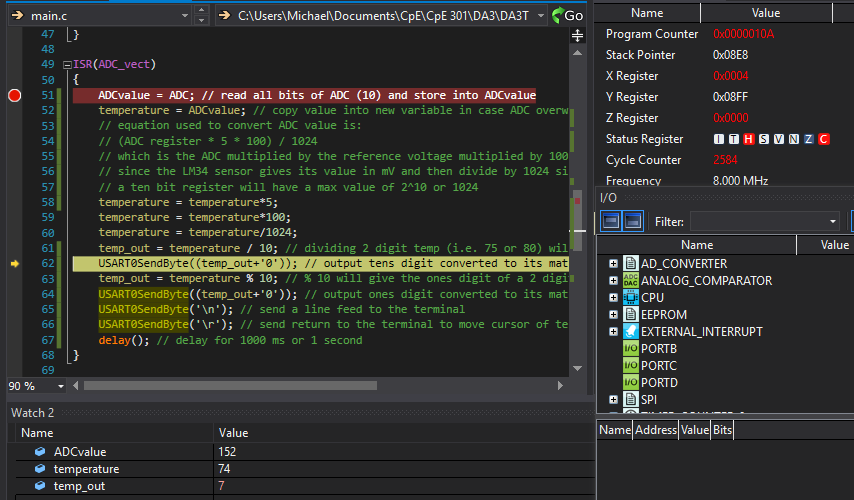 main.c
C:\Users\Michael\Documents\CpE\CpE 301\DA3\DA3T
Go
47 }
48
49 ISR(ADC_vect)
50 {
51 ADCvalue = ADC; // read all bits of ADC (10) and store into ADCvalue
52 temperature = ADCvalue; // copy value into new variable in case ADC overw
53 // equation used to convert ADC value is:
54 // (ADC register * 5 * 100) / 1024
55 // which is the ADC multiplied by the reference voltage multiplied by 100
56 // since the LM34 sensor gives its value in mV and then divide by 1024 si
57 // a ten bit register will have a max value of 2^10 or 1024
58 temperature = temperature*5;
59 temperature = temperature*100;
60 temperature = temperature/1024;
61 temp_out = temperature / 10; // dividing 2 digit temp (i.e. 75 or 80) wil
62 USART0SendByte((temp_out+'0')); // output tens digit converted to its mat
63 temp_out = temperature % 10; // % 10 will give the ones digit of a 2 digi
64 USART0SendByte((temp_out+'0')); // output ones digit converted to its mat
65 USART0SendByte('\n'); // send a line feed to the terminal
66 USART0SendByte('\r'); // send return to the terminal to move cursor of te
67 delay(); // delay for 1000 ms or 1 second
68 }
69
90 %
Watch 2
Name Value
ADCvalue 152
temperature 74
temp_out 7
Name Value
Program Counter 0x0000010A
Stack Pointer 0x08E8
X Register 0x0004
Y Register 0x08FF
Z Register 0x0000
Status Register I T H S V N Z C
Cycle Counter 2584
Frequency 8.000 MHz
I/O
Filter:
Name Value
AD_CONVERTER
ADC DAC ANALOG_COMPARATOR
CPU
EEPROM
EXTERNAL_INTERRUPT
I/O PORTB
I/O PORTC
I/O PORTD
SPI
Name Address Value Bits